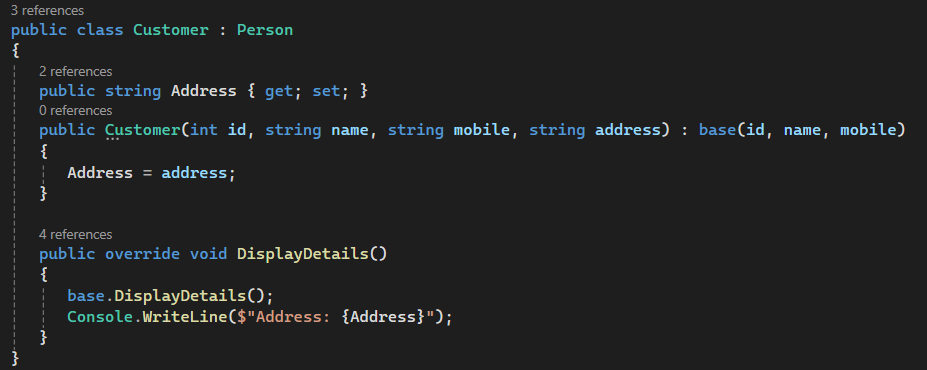 3 references
public class Customer : Person
{
2 references
public string Address { get; set; }
0 references
public Customer(int id, string name, string mobile, string address) : base(id, name, mobile)
{
Address = address;
}
4 references
public override void DisplayDetails()
{
base.DisplayDetails();
Console.WriteLine($"Address: {Address}");
}
}